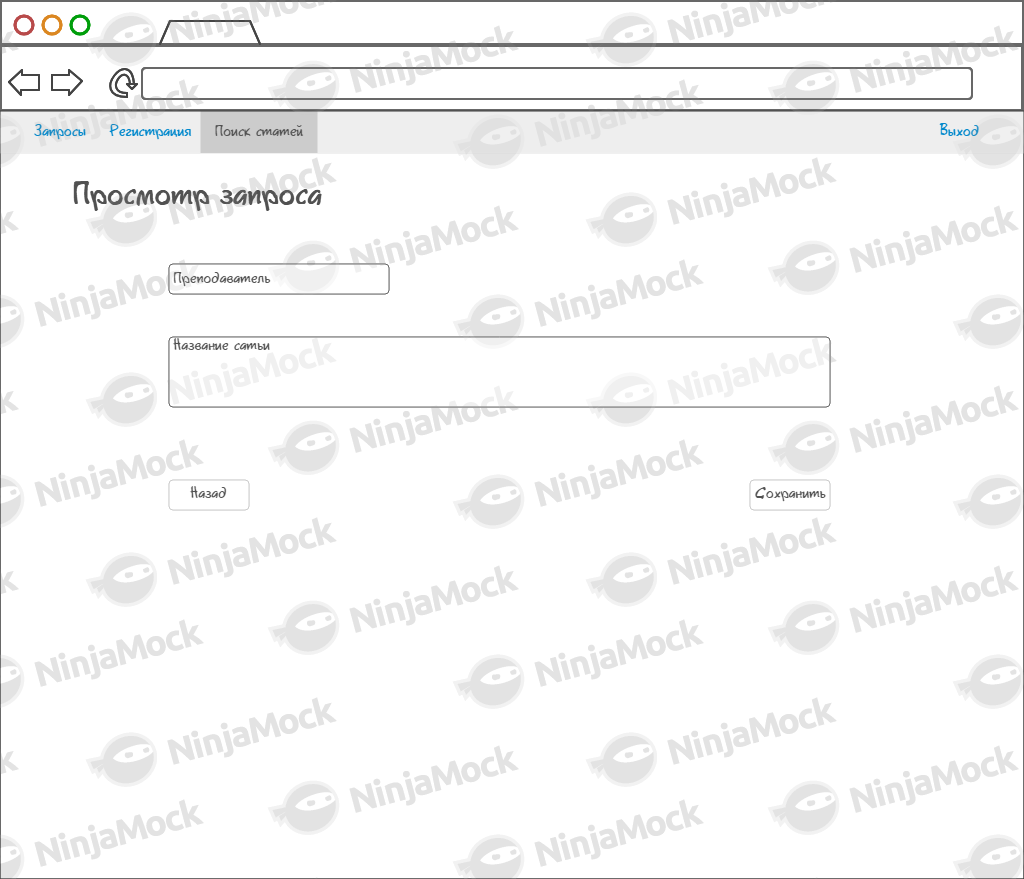 Запросы Регистрация Поиск статей Выход
Просмотр запроса
Преподаватель
Название сатьи
Назад Сохранить
NinjaMock